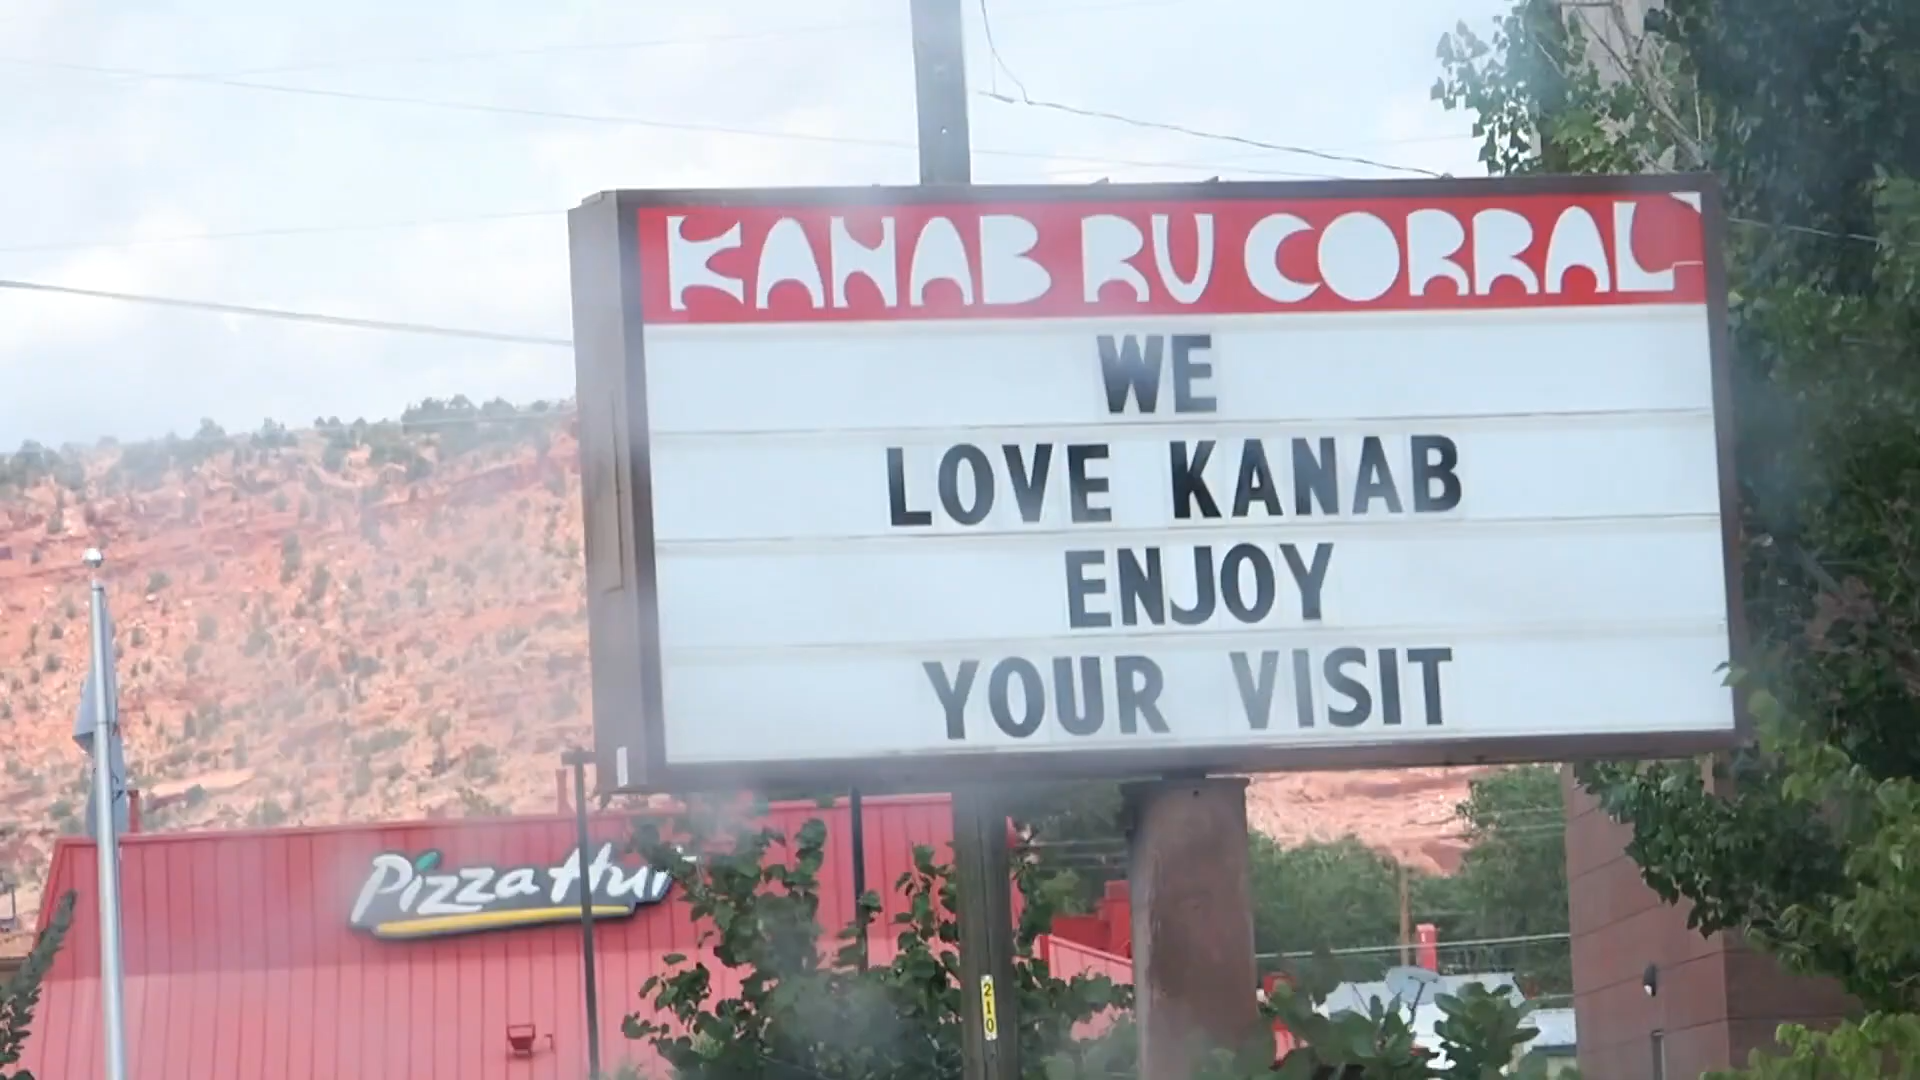 KANAB RV CORRAL
WE
LOVE KANAB
ENJOY
YOUR VISIT
Pizza Hut
210